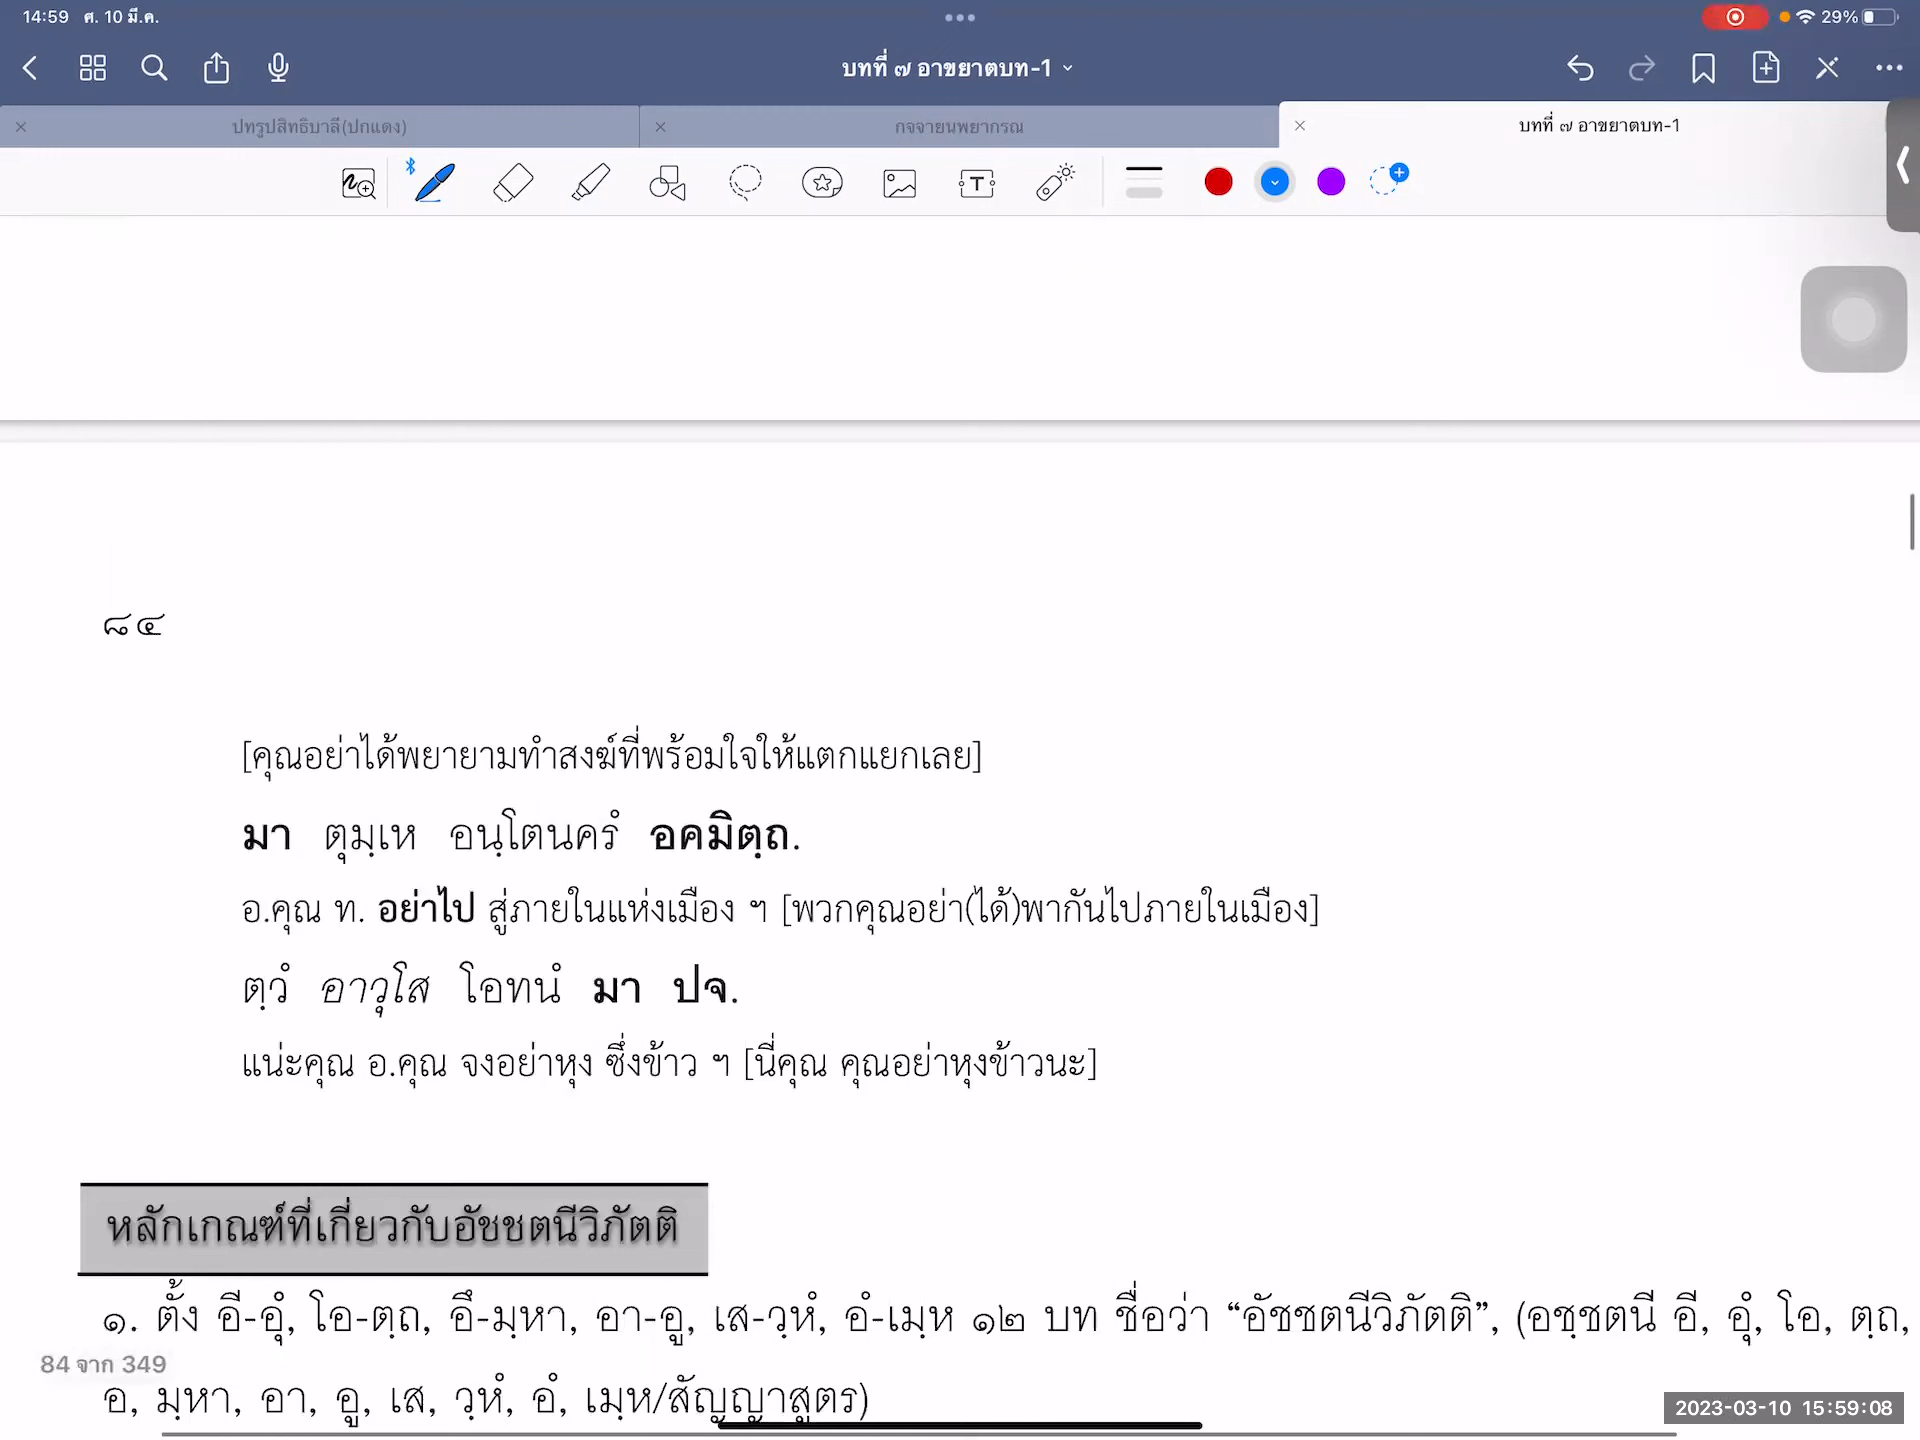 14:59 ศ. 10 มี.ค.
29%
บทที่ ๗ อาขยาตบท-1
ปทรูปสิทธิบาลี(ปกแดง)
กจจายนพยากรณ
บทที่ ๗ อาขยาตบท-1
๘๔
[คุณอย่าได้พยายามทำสงฆ์ที่พร้อมใจให้แตกแยกเลย]
มา ตุมฺเห อนฺโตนครํ อคมิตฺถ.
อ.คุณ ท. อย่าไป สู่ภายในแห่งเมือง ฯ [พวกคุณอย่า(ได้)พากันไปภายในเมือง]
ตฺวํ อาวุโส โอทนํ มา ปจ.
แน่ะคุณ อ.คุณ จงอย่าหุง ซึ่งข้าว ฯ [นี่คุณ คุณอย่าหุงข้าวนะ]
หลักเกณฑ์ที่เกี่ยวกับอัชชตนีวิภัตติ
๑. ตั้ง อี-อุํ, โอ-ตฺถ, อึ-มฺหา, อา-อู, เส-วฺหํ, อํ-เมฺห ๑๒ บท ชื่อว่า “อัชชตนีวิภัตติ”, (อชฺชตนี อี, อุํ, โอ, ตฺถ,
อ, มฺหา, อา, อู, เส, วฺหํ, อํ, เมฺห/สัญญาสูตร)
84 จาก 349
2023-03-10 15:59:08